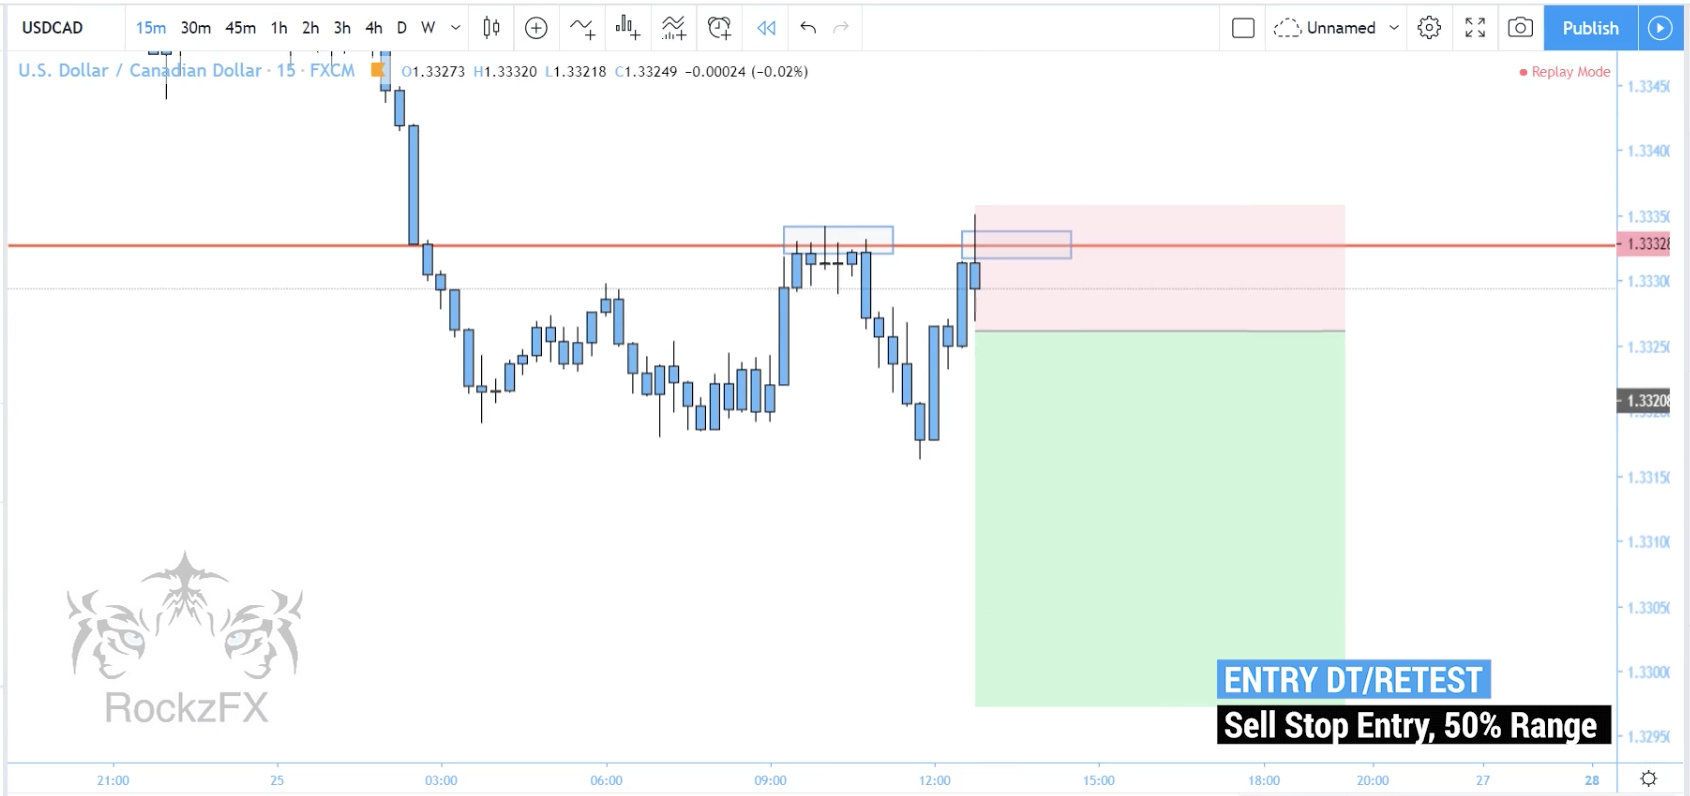 USDCAD 15m 30m 45m 1h 2h 3h 4h D W Unnamed Publish
U.S. Dollar / Canadian Dollar · 15 · FXCM O1.33273 H1.33320 L1.33218 C1.33249 −0.00024 (−0.02%) Replay Mode
1.3345
1.3340
1.3335
1.3332
1.3330
1.3325
1.3320
1.3315
1.3310
1.3305
1.3300
1.3295
RockzFX
ENTRY DT/RETEST
Sell Stop Entry, 50% Range
21:00 25 03:00 06:00 09:00 12:00 15:00 18:00 20:00 27 28